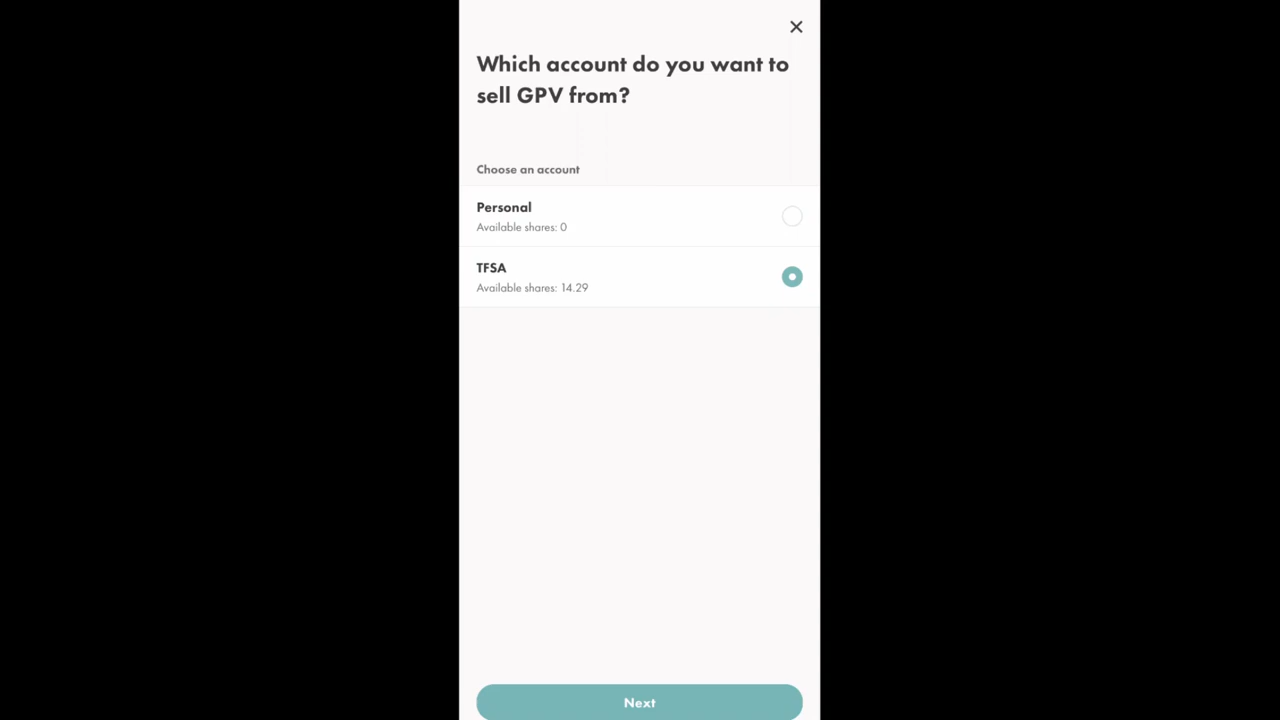 Which account do you want to
sell GPV from?
Choose an account
Personal
Available shares: 0
TFSA
Available shares: 14.29
Next